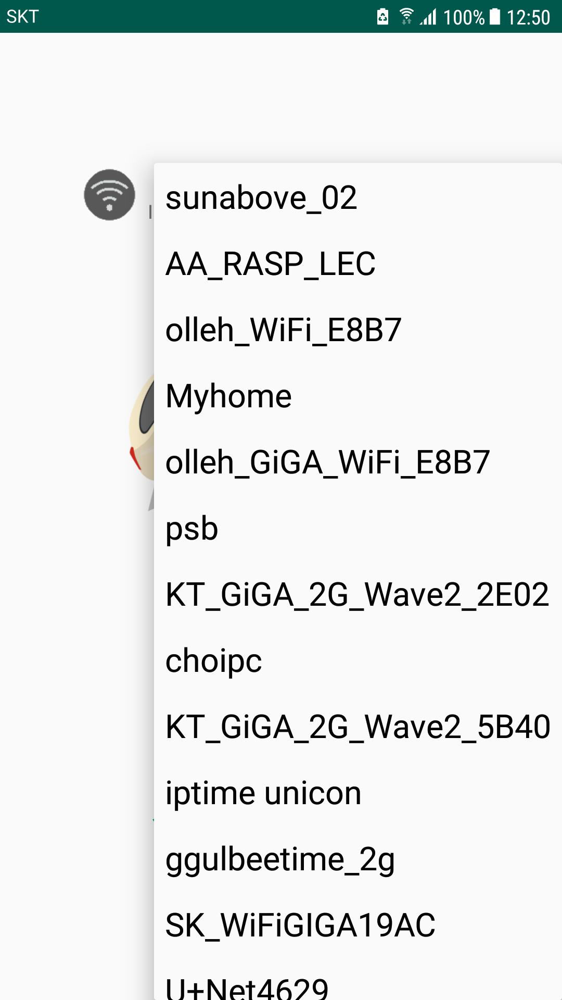 SKT 100% 12:50
sunabove_02
AA_RASP_LEC
olleh_WiFi_E8B7
Myhome
olleh_GiGA_WiFi_E8B7
psb
KT_GiGA_2G_Wave2_2E02
choipc
KT_GiGA_2G_Wave2_5B40
iptime unicon
ggulbeetime_2g
SK_WiFiGIGA19AC
U+Net4629